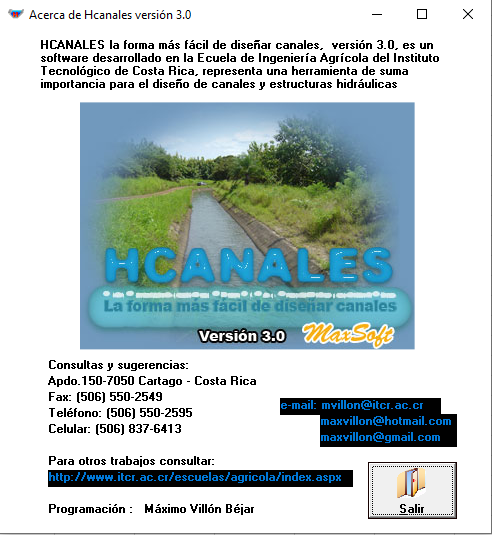 Acerca de Hcanales versión 3.0
HCANALES la forma más fácil de diseñar canales, versión 3.0, es un
software desarrollado en la Ecuela de Ingeniería Agrícola del Instituto
Tecnológico de Costa Rica, representa una herramienta de suma
importancia para el diseño de canales y estructuras hidráulicas
HCANALES
La forma más fácil de diseñar canales
Versión 3.0
MaxSoft
Consultas y sugerencias:
Apdo.150-7050 Cartago - Costa Rica
Fax: (506) 550-2549
Teléfono: (506) 550-2595
Celular: (506) 837-6413
e-mail: mvillon@itcr.ac.cr
maxvillon@hotmail.com
maxvillon@gmail.com
Para otros trabajos consultar:
http://www.itcr.ac.cr/escuelas/agricola/index.aspx
Programación : Máximo Villón Béjar
Salir